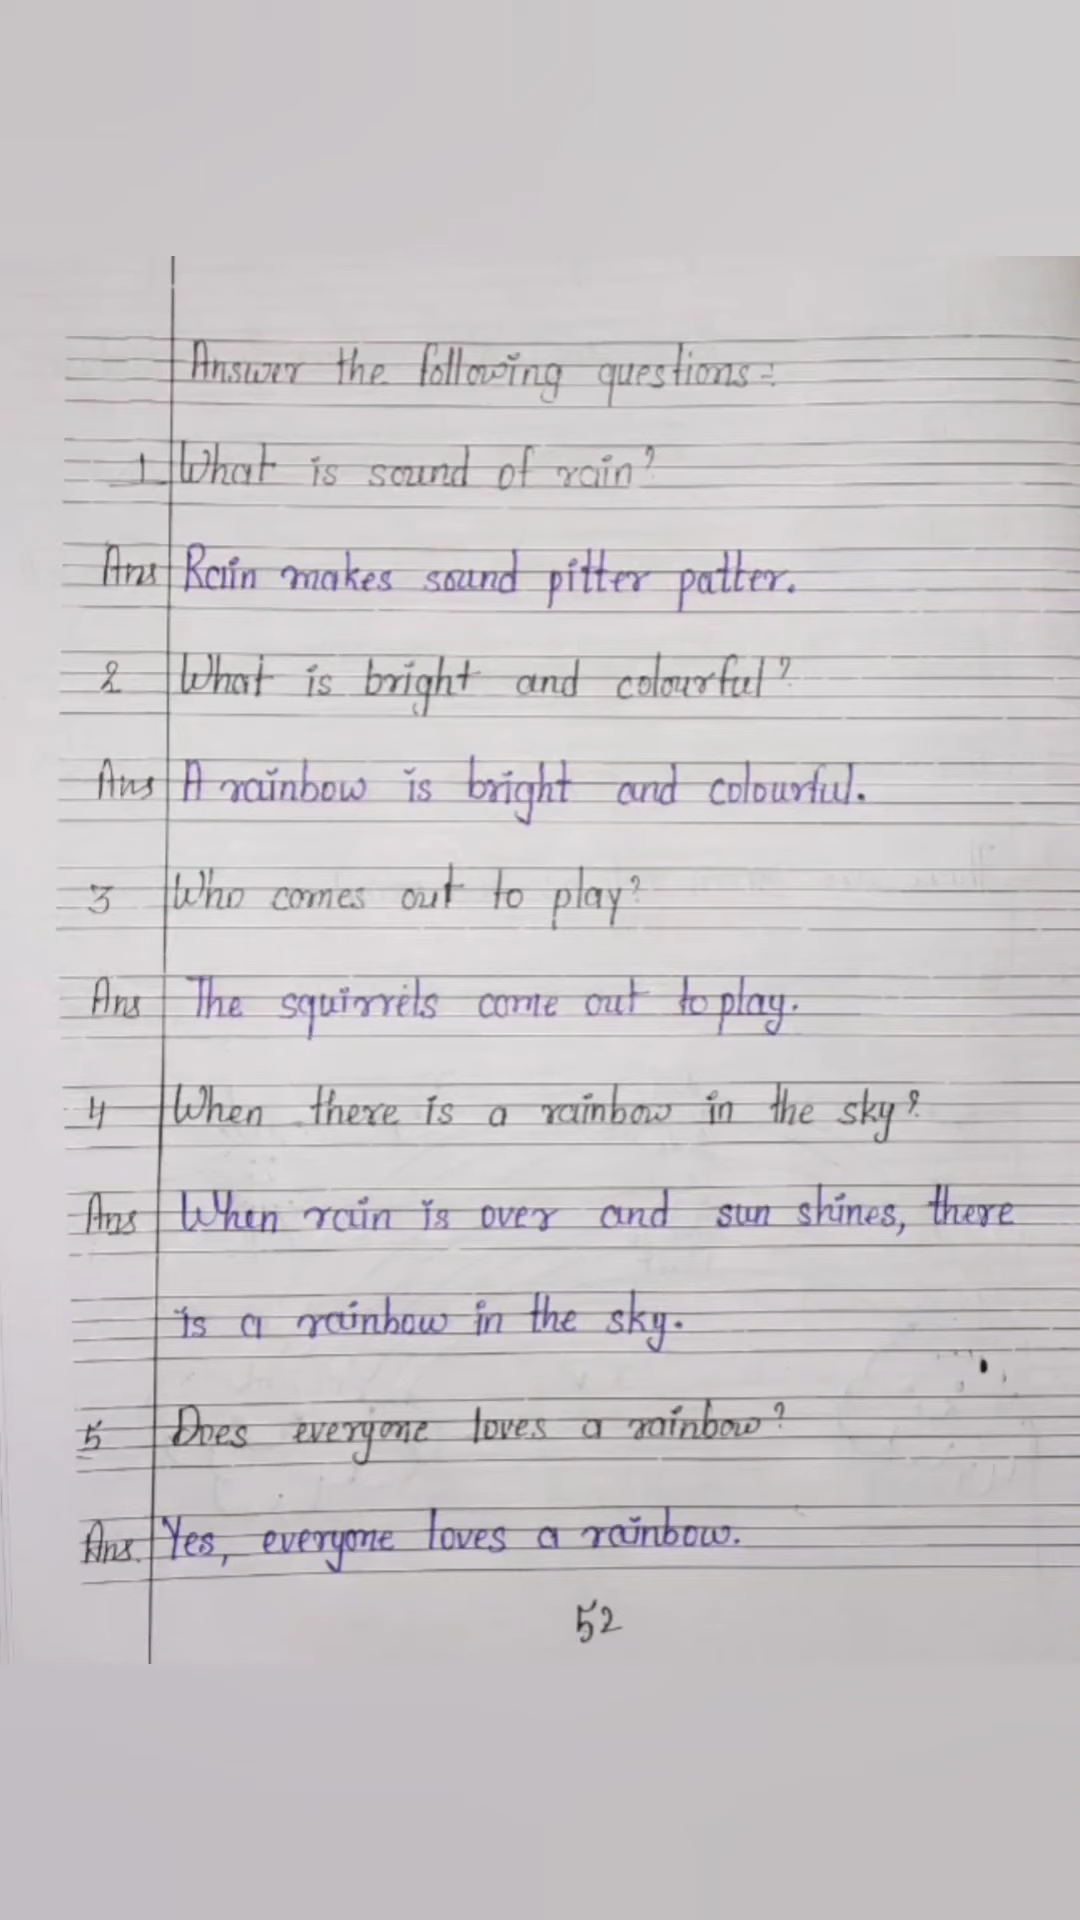 Answer the following questions:-
1 What is sound of rain?
Ans Rain makes sound pitter patter.
2 What is bright and colourful?
Ans A rainbow is bright and colourful.
3 Who comes out to play?
Ans The squirrels come out to play.
4 When there is a rainbow in the sky?
Ans When rain is over and sun shines, there
is a rainbow in the sky.
5 Does everyone loves a rainbow?
Ans. Yes, everyone loves a rainbow.
52